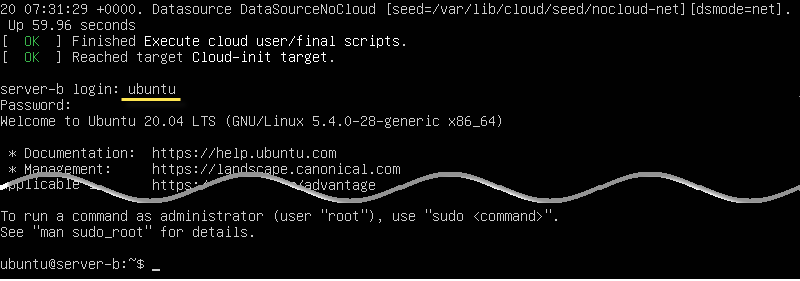 20 07:31:29 +0000. Datasource DataSourceNoCloud [seed=/var/lib/cloud/seed/nocloud-net][dsmode=net].
Up 59.96 seconds
[  OK  ] Finished Execute cloud user/final scripts.
[  OK  ] Reached target Cloud-init target.
server-b login: ubuntu
Password:
Welcome to Ubuntu 20.04 LTS (GNU/Linux 5.4.0-28-generic x86_64)
* Documentation:  https://help.ubuntu.com
* Management:     https://landscape.canonical.com
https:/ /advantage
To run a command as administrator (user "root"), use "sudo <command>".
See "man sudo_root" for details.
ubuntu@server-b:~$ _